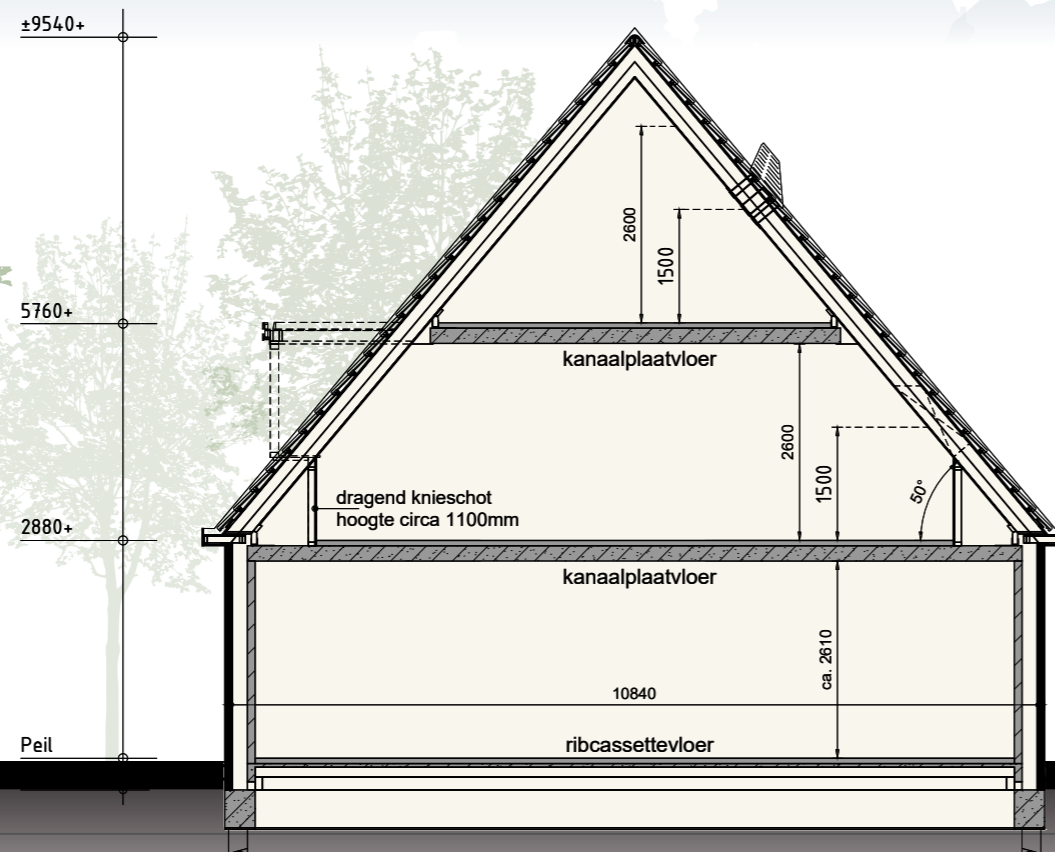 ±9540+
2600
1500
5760+
kanaalplaatvloer
2600
1500
50°
dragend knieschot
hoogte circa 1100mm
2880+
kanaalplaatvloer
ca. 2610
10840
Peil
ribcassettevloer